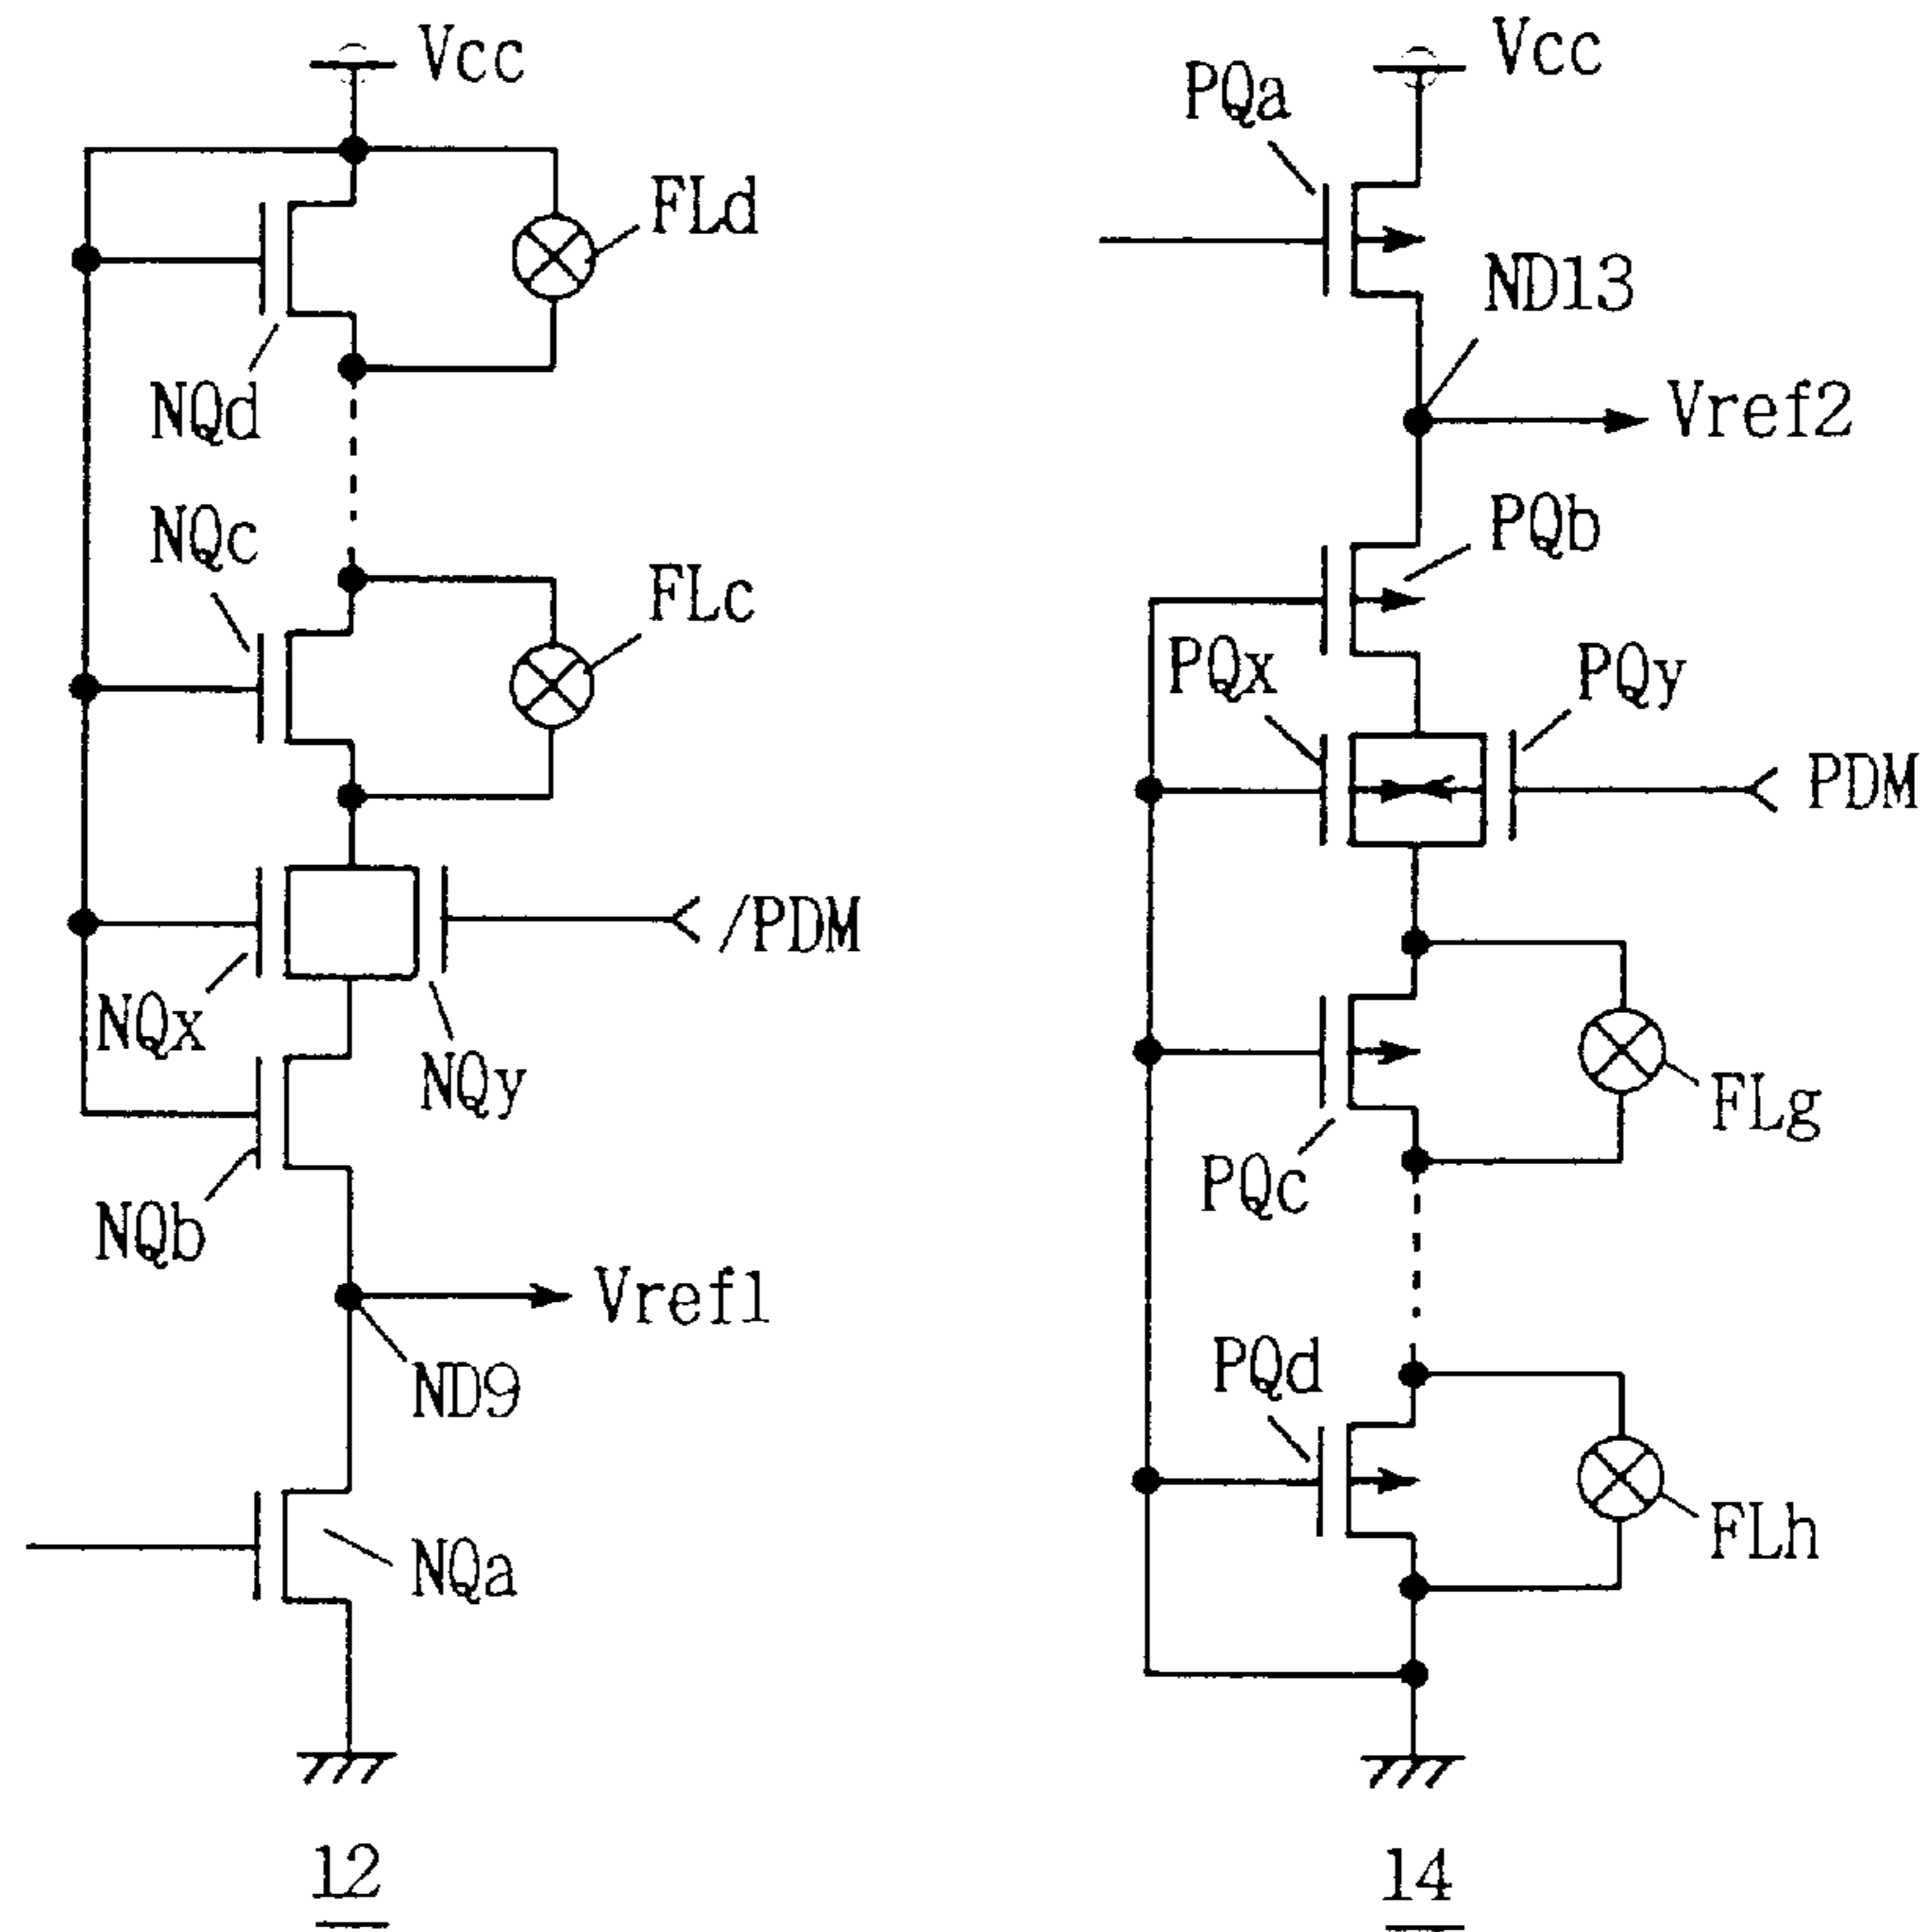 Vcc
FLd
NQd
NQc
FLc
/PDM
NQx
NQy
NQb
Vref1
ND9
NQa
12
Vcc
PQa
ND13
Vref2
PQb
PQx
PQy
PDM
FLg
PQc
PQd
FLh
14